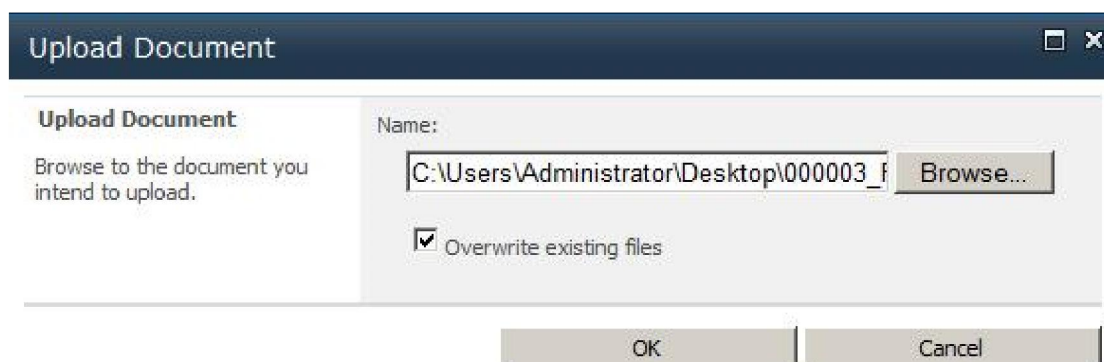 Upload Document
Upload Document
Browse to the document you
intend to upload.
Name:
C:\Users\Administrator\Desktop\000003_F Browse...
Overwrite existing files
OK Cancel